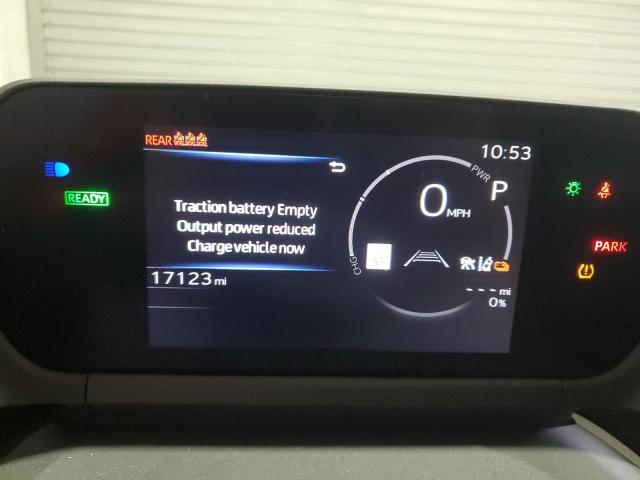 REAR
10:53
PWR
READY
Traction battery Empty
Output power reduced
Charge vehicle now
0 MPH
P
PARK
CHG
55
17123 mi
--- mi
0%